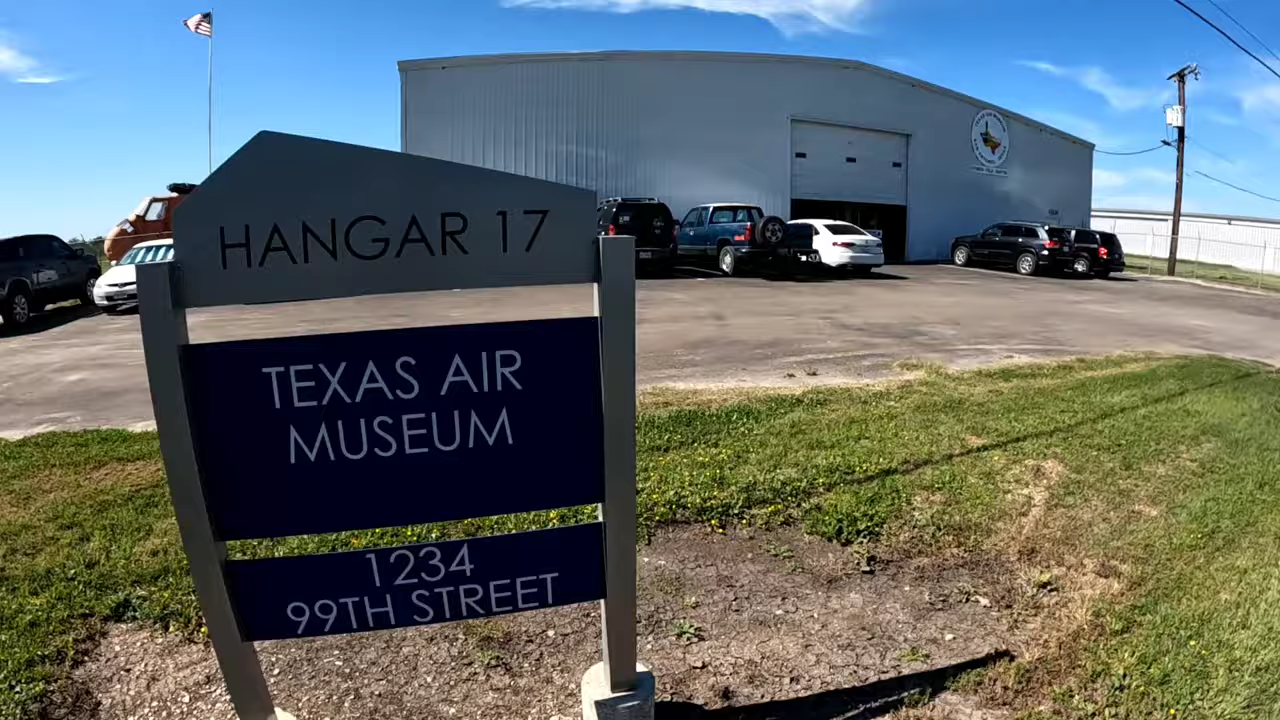 HANGAR 17
TEXAS AIR
MUSEUM
1234
99TH STREET